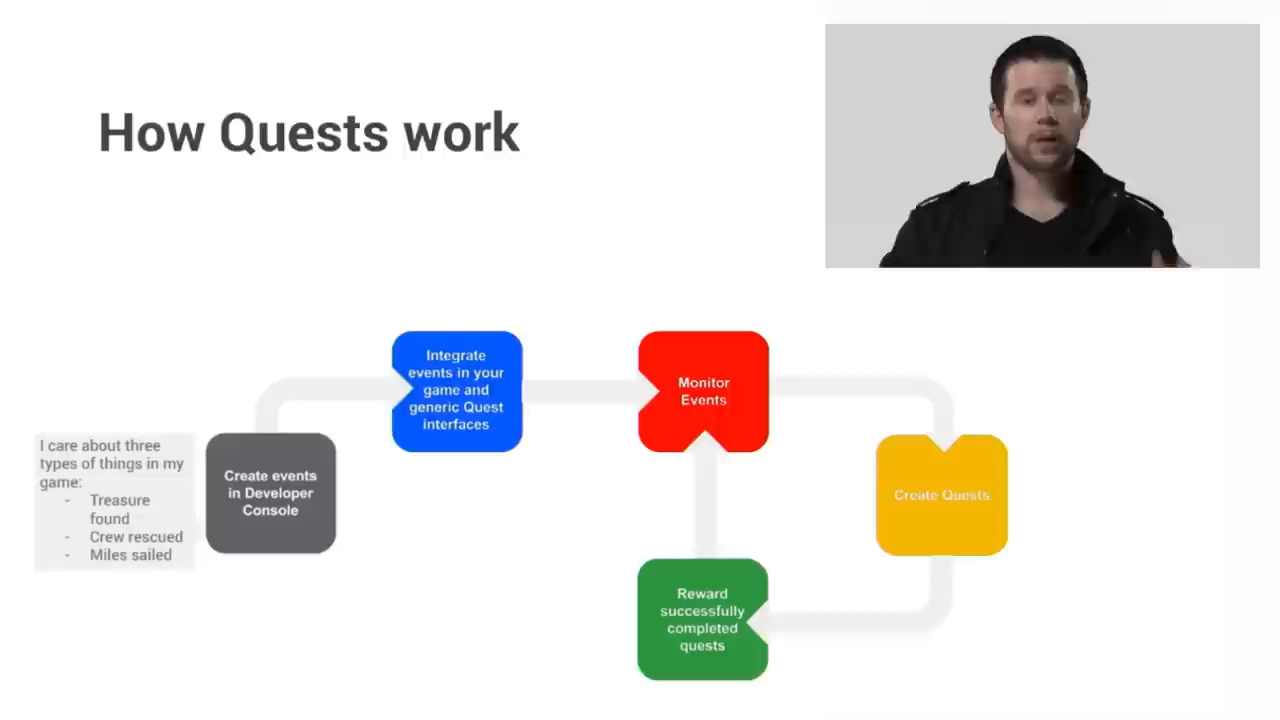 How Quests work
I care about three
types of things in my
game:
- Treasure
found
- Crew rescued
- Miles sailed
Create events
in Developer
Console
Integrate
events in your
game and
generic Quest
interfaces
Monitor
Events
Create Quests
Reward
successfully
completed
quests